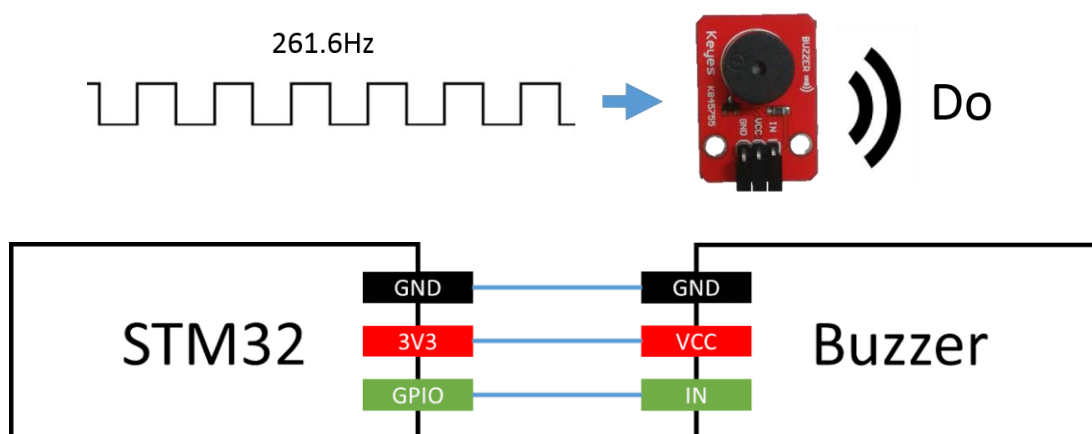 261.6Hz
Keyes
BUZZER
K845755
GND
VCC
IN
Do
GND
GND
STM32
3V3
VCC
Buzzer
GPIO
IN